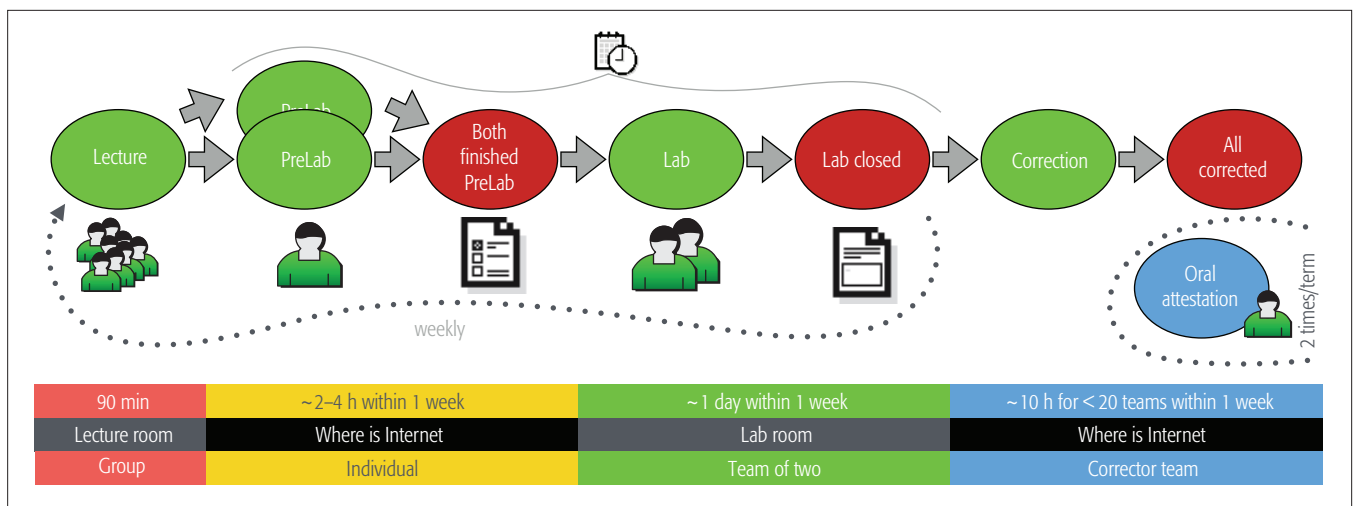 PreLab
Lecture
PreLab
Both
finished
PreLab
Lab
Lab closed
Correction
All
corrected
Oral
attestation
2 times/term
weekly
90 min
~2–4 h within 1 week
~1 day within 1 week
~10 h for < 20 teams within 1 week
Lecture room
Where is Internet
Lab room
Where is Internet
Group
Individual
Team of two
Corrector team